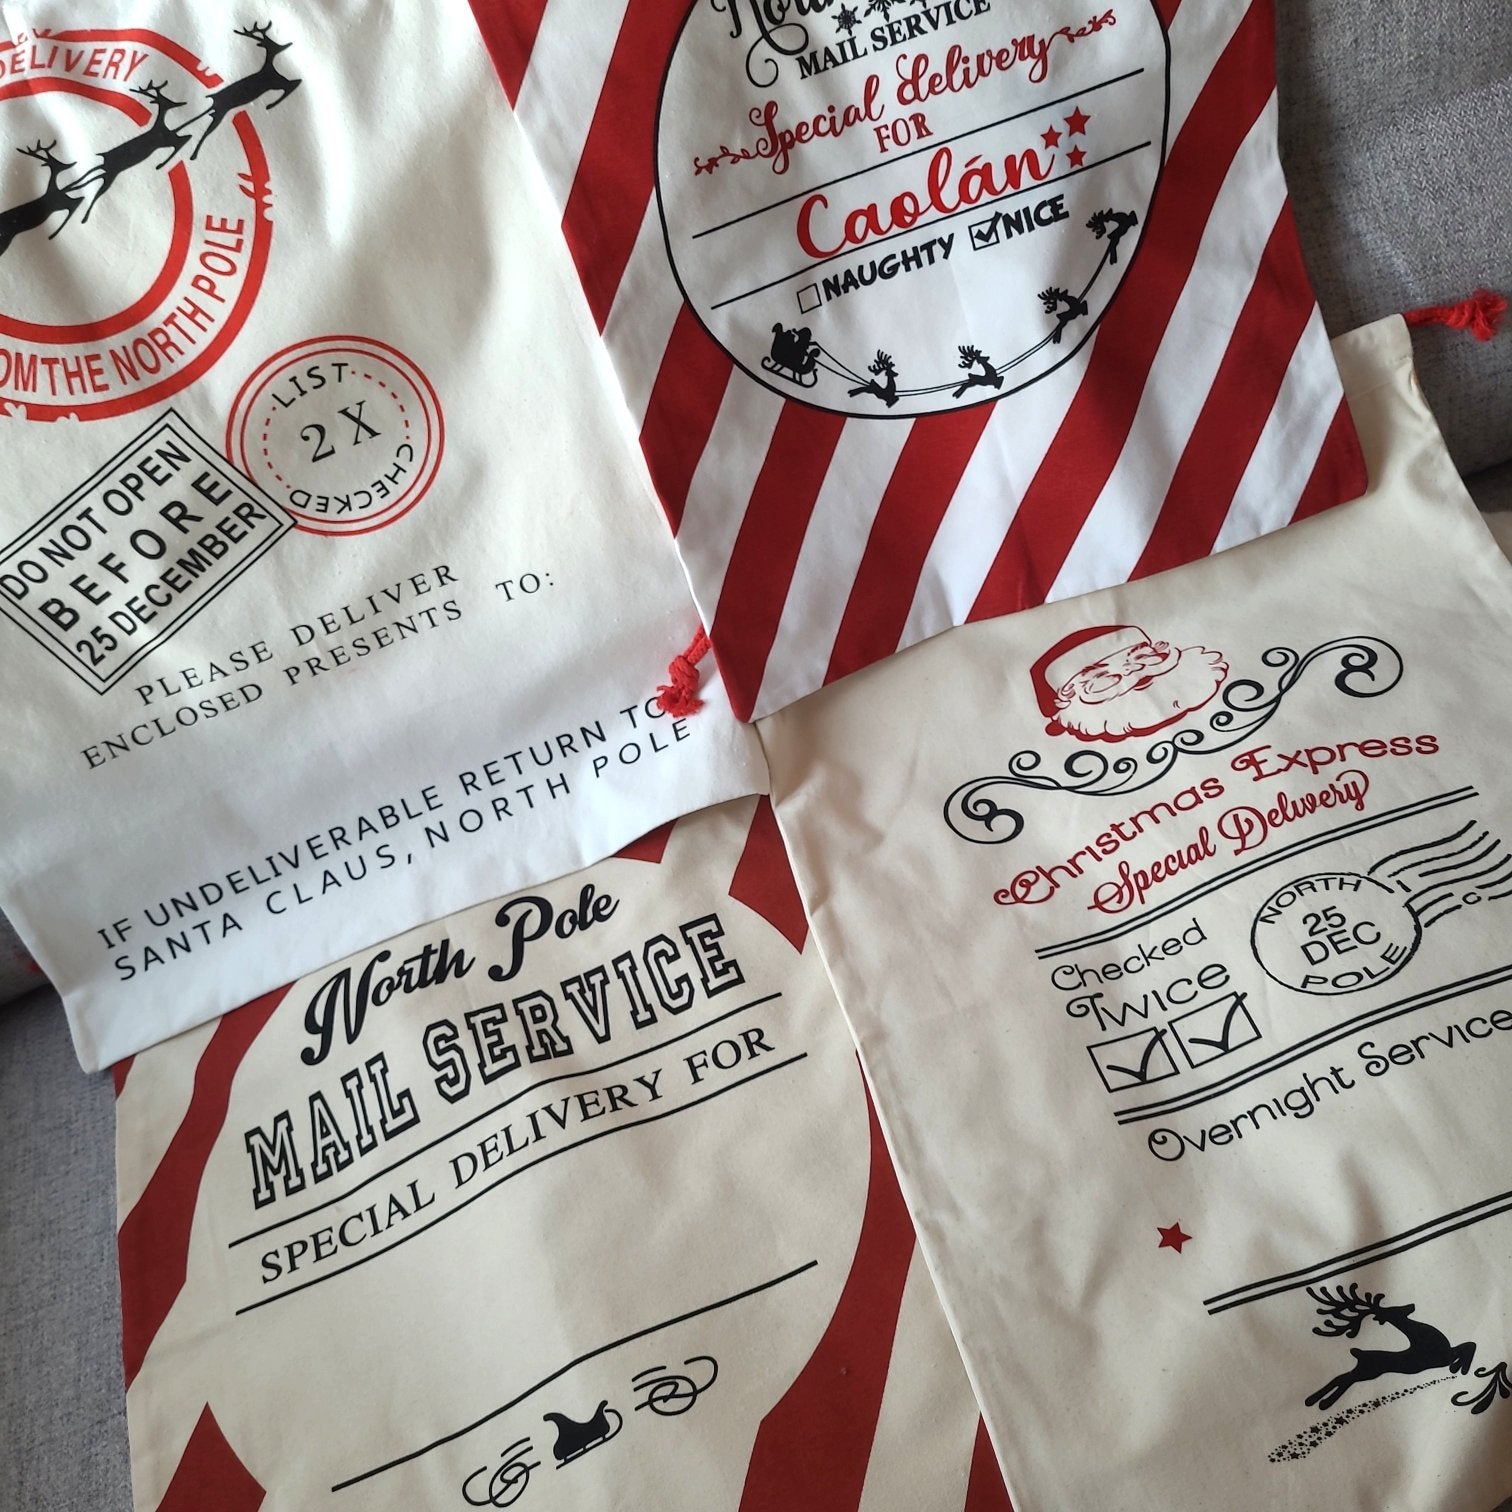 DELIVERY
THE NORTH POLE
LIST
2 X
CHECKED
DO NOT OPEN
BEFORE
25 DECEMBER
PLEASE DELIVER
ENCLOSED PRESENTS TO:
IF UNDELIVERABLE RETURN TO
SANTA CLAUS, NORTH POLE
MAIL SERVICE
Special delivery
FOR
Caolán
NAUGHTY NICE
North Pole
MAIL SERVICE
SPECIAL DELIVERY FOR
Christmas Express
Special Delivery
Checked
Twice
NORTH
25
DEC
POLE
Overnight Service